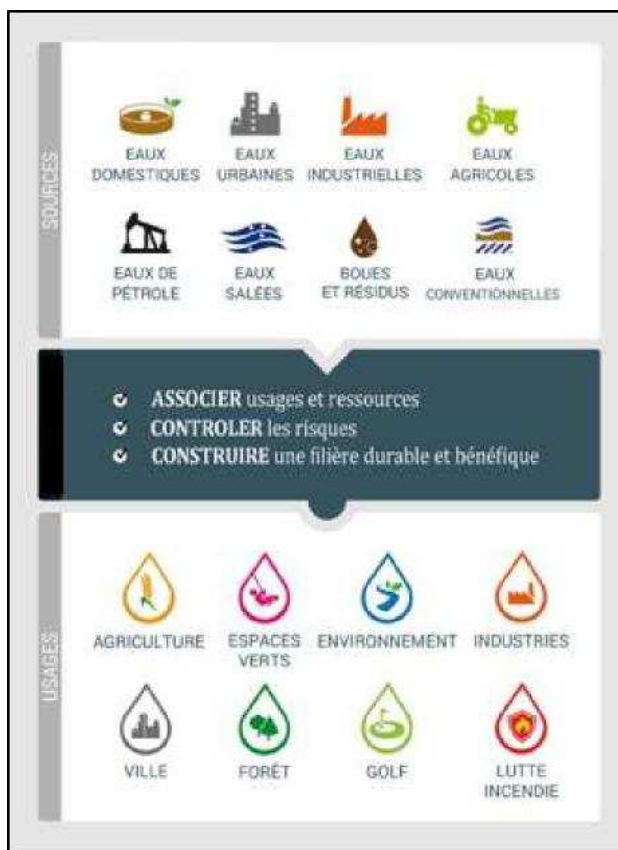 SOURCES
EAUX
DOMESTIQUES
EAUX
URBAINES
EAUX
INDUSTRIELLES
EAUX
AGRICOLES
EAUX DE
PÉTROLE
EAUX
SALÉES
BOUES
ET RÉSIDUS
EAUX
CONVENTIONNELLES
ASSOCIER usages et ressources
CONTROLER les risques
CONSTRUIRE une filière durable et bénéfique
USAGES
AGRICULTURE
ESPACES
VERTS
ENVIRONNEMENT
INDUSTRIES
VILLE
FORÊT
GOLF
LUTTE
INCENDIE